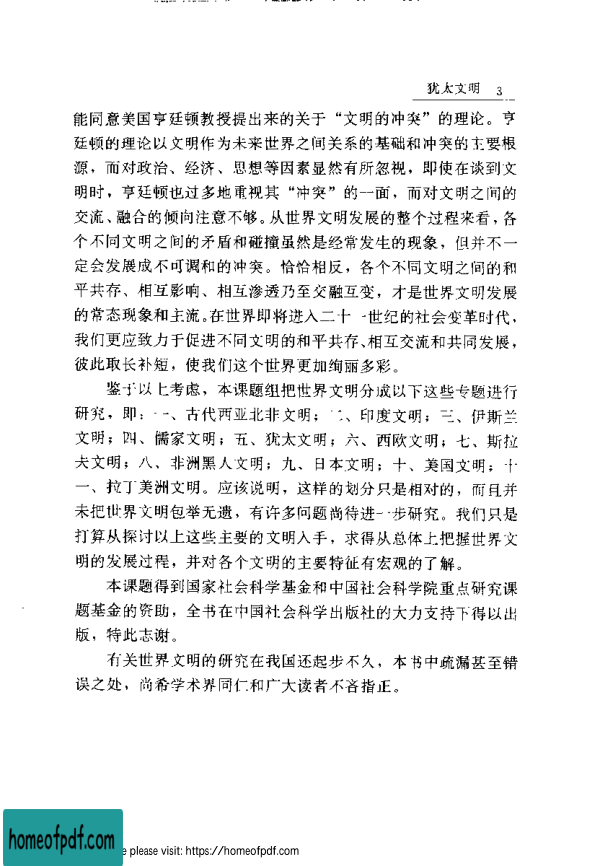 犹太文明 3
能同意美国亨廷顿教授提出来的关于“文明的冲突”的理论。亨
廷顿的理论以文明作为未来世界之间关系的基础和冲突的主要根
源，而对政治、经济、思想等因素显然有所忽视，即使在谈到文
明时，亨廷顿也过多地重视其“冲突”的一面，而对文明之间的
交流、融合的倾向注意不够。从世界文明发展的整个过程来看，各
个不同文明之间的矛盾和碰撞虽然是经常发生的现象，但并不一
定会发展成不可调和的冲突。恰恰相反，各个不同文明之间的和
平共存、相互影响、相互渗透乃至交融互变，才是世界文明发展
的常态现象和主流。在世界即将进入二十一世纪的社会变革时代，
我们更应致力于促进不同文明的和平共存、相互交流和共同发展，
彼此取长补短，使我们这个世界更加绚丽多彩。
鉴于以上考虑，本课题组把世界文明分成以下这些专题进行
研究，即：一、古代西亚北非文明；二、印度文明；三、伊斯兰
文明；四、儒家文明；五、犹太文明；六、西欧文明；七、斯拉
夫文明；八、非洲黑人文明；九、日本文明；十、美国文明；十
一、拉丁美洲文明。应该说明，这样的划分只是相对的，而且并
未把世界文明包举无遗，有许多问题尚待进一步研究。我们只是
打算从探讨以上这些主要的文明入手，求得从总体上把握世界文
明的发展过程，并对各个文明的主要特征有宏观的了解。
本课题得到国家社会科学基金和中国社会科学院重点研究课
题基金的资助，全书在中国社会科学出版社的大力支持下得以出
版，特此志谢。
有关世界文明的研究在我国还起步不久，本书中疏漏甚至错
误之处，尚希学术界同仁和广大读者不吝指正。
homeofpdf.com
e please visit: https://homeofpdf.com